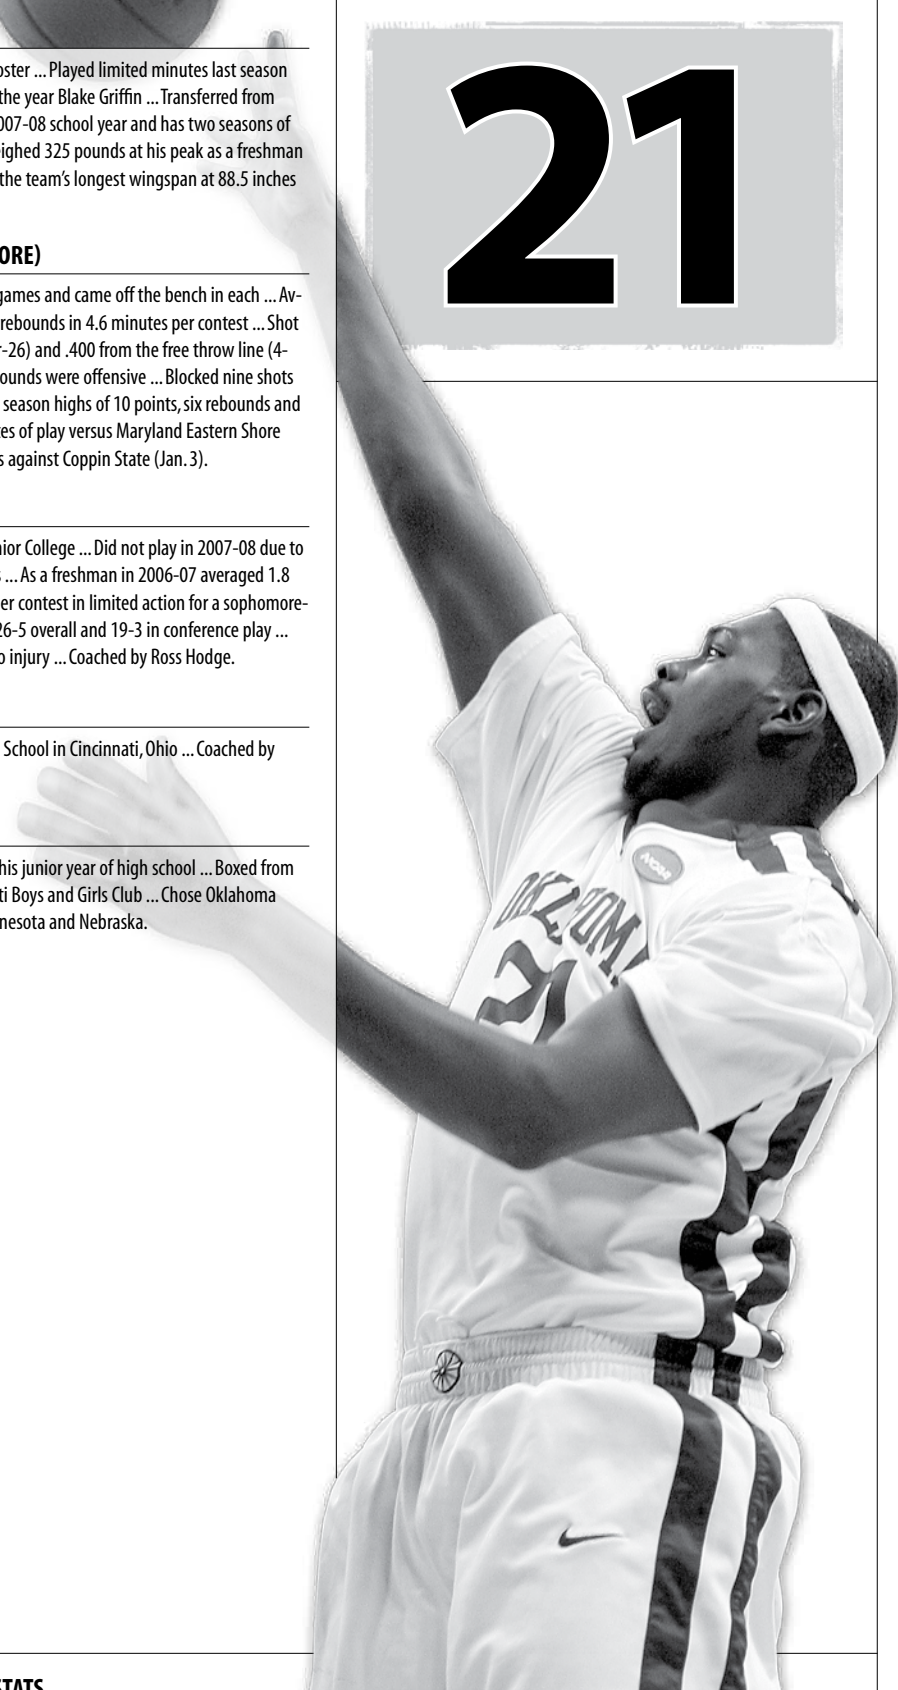 oster ... Played limited minutes last season
the year Blake Griffin ... Transferred from
007-08 school year and has two seasons of
eighed 325 pounds at his peak as a freshman
the team's longest wingspan at 88.5 inches
21
ORE)
games and came off the bench in each ... Av-
rebounds in 4.6 minutes per contest ... Shot
r-26) and .400 from the free throw line (4-
ounds were offensive ... Blocked nine shots
season highs of 10 points, six rebounds and
es of play versus Maryland Eastern Shore
s against Coppin State (Jan. 3).
nior College ... Did not play in 2007-08 due to
s ... As a freshman in 2006-07 averaged 1.8
er contest in limited action for a sophomore-
26-5 overall and 19-3 in conference play ...
o injury ... Coached by Ross Hodge.
School in Cincinnati, Ohio ... Coached by
his junior year of high school ... Boxed from
ti Boys and Girls Club ... Chose Oklahoma
nesota and Nebraska.
NCAA
OKLAHOMA
21
STATS